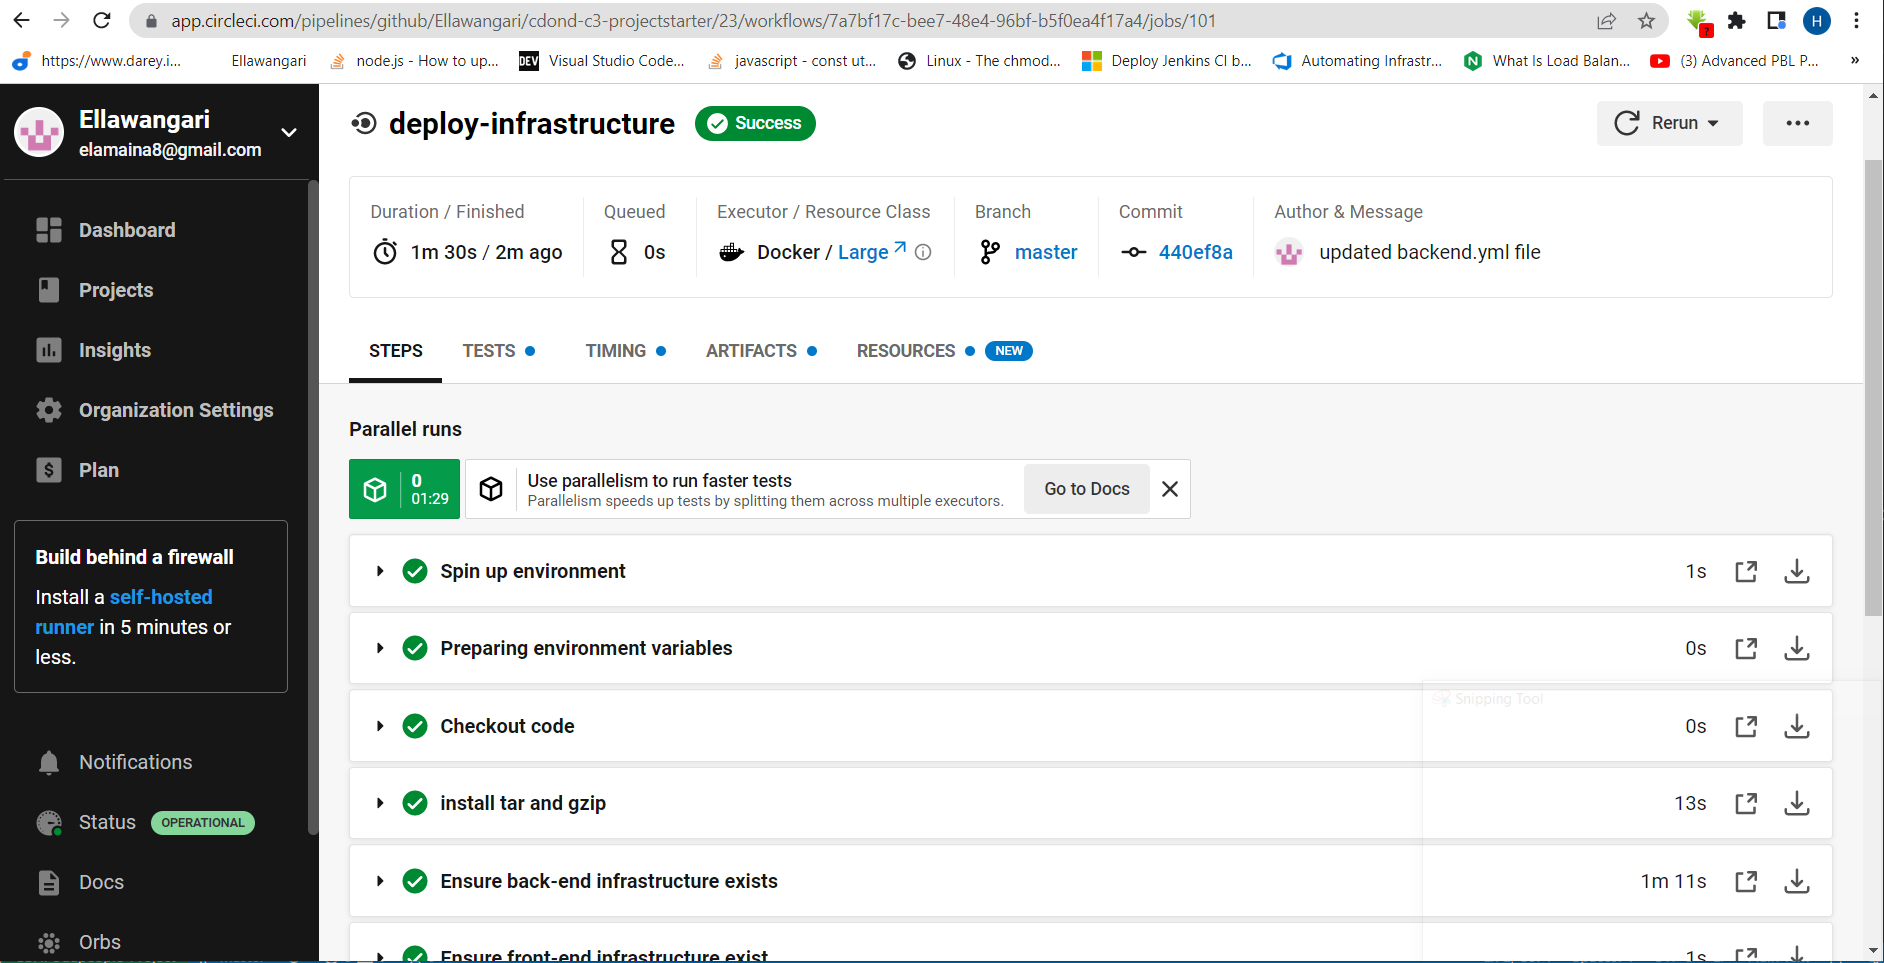 app.circleci.com/pipelines/github/Ellawangari/cdond-c3-projectstarter/23/workflows/7a7bf17c-bee7-48e4-96bf-b5f0ea4f17a4/jobs/101
?
H
https://www.darey.i...
Ellawangari
node.js - How to up...
DEV
Visual Studio Code...
javascript - const ut...
Linux - The chmod...
Deploy Jenkins CI b...
Automating Infrastr...
N
What Is Load Balan...
(3) Advanced PBL P...
»
Ellawangari
elamaina8@gmail.com
Dashboard
Projects
Insights
Organization Settings
Plan
Build behind a firewall
Install a self-hosted
runner in 5 minutes or
less.
Notifications
Status OPERATIONAL
Docs
Orbs
deploy-infrastructure Success
Rerun
Duration / Finished
1m 30s / 2m ago
Queued
0s
Executor / Resource Class
Docker / Large
Branch
master
Commit
440ef8a
Author & Message
updated backend.yml file
STEPS TESTS TIMING ARTIFACTS RESOURCES NEW
Parallel runs
0
01:29
Use parallelism to run faster tests
Parallelism speeds up tests by splitting them across multiple executors.
Go to Docs
Spin up environment 1s
Preparing environment variables 0s
Snipping Tool
Checkout code 0s
install tar and gzip 13s
Ensure back-end infrastructure exists 1m 11s
Ensure front-end infrastructure exist 1s